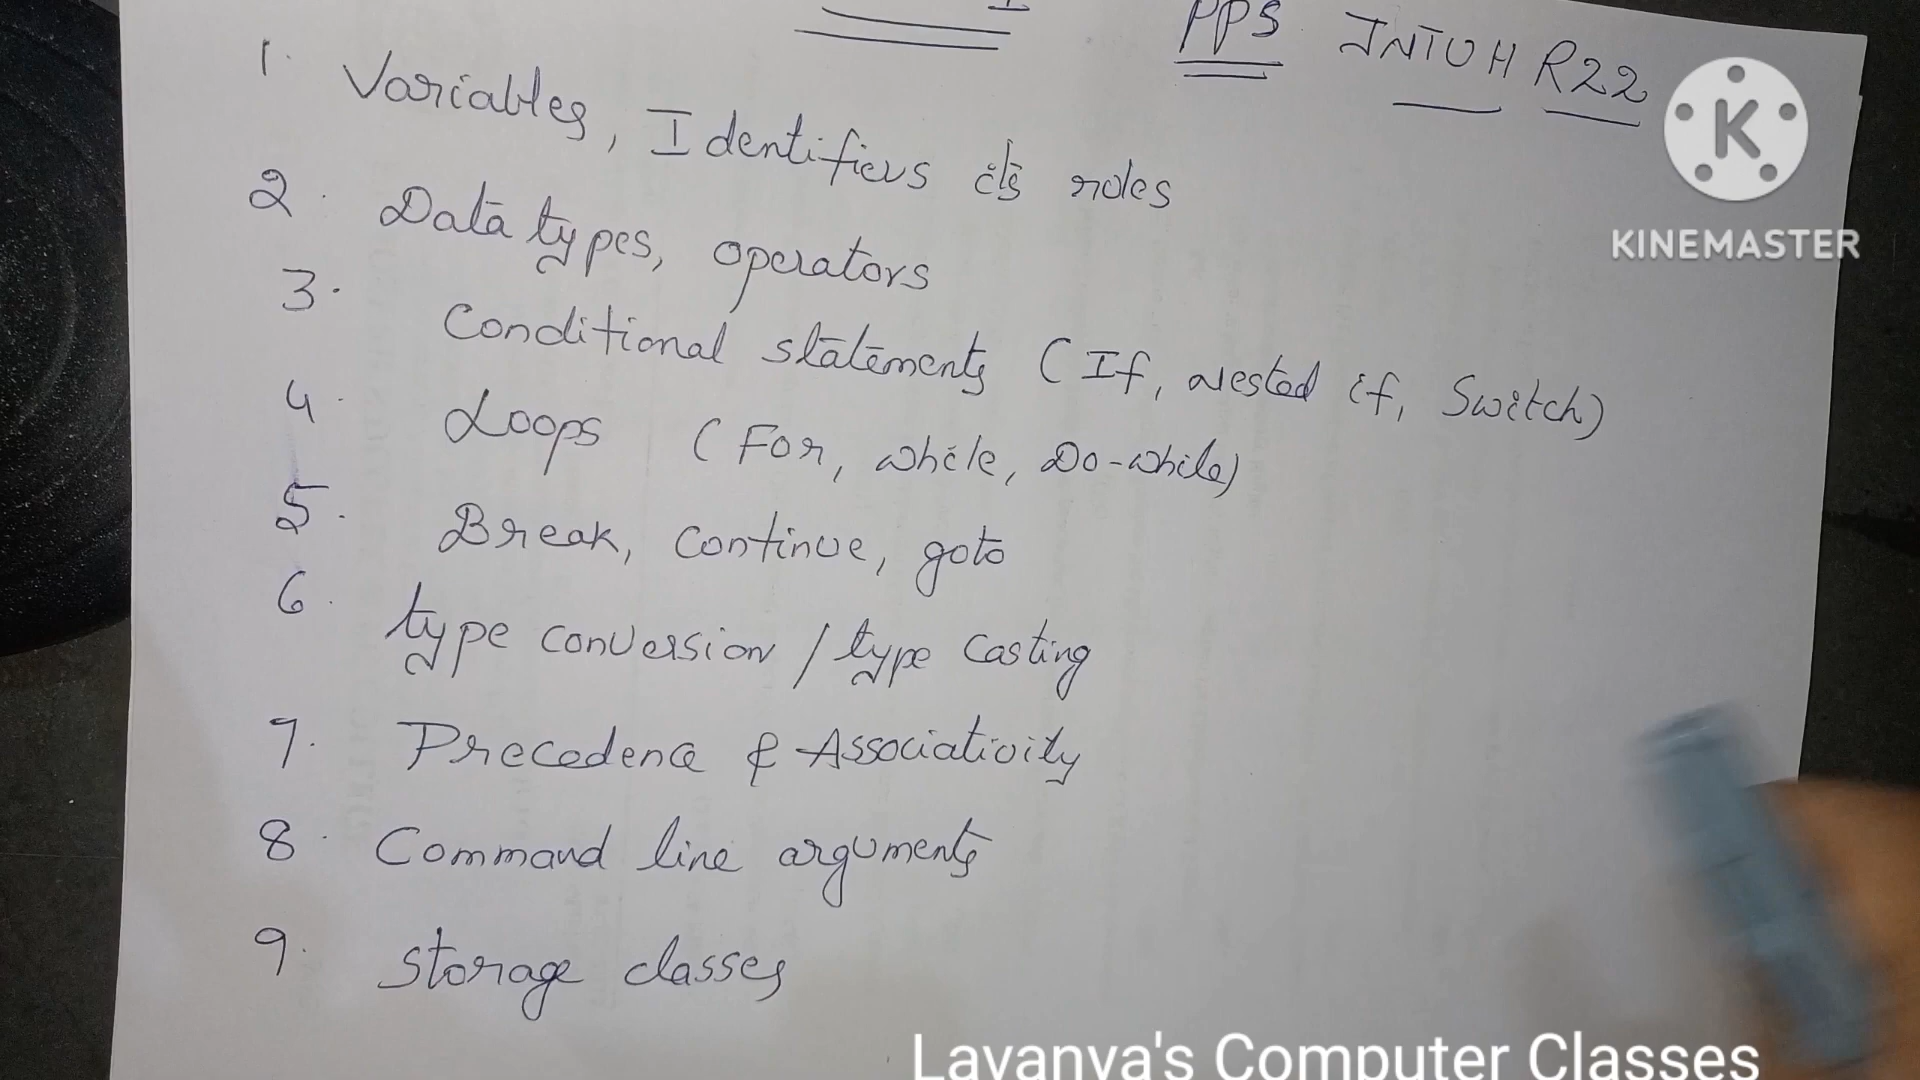 I PPS JNTUH R22
1. Variables, Identifiers its roles
2. Data types, operators
3. Conditional statements (If, Nested if, Switch)
4. Loops (For, while, Do-while)
5. Break, continue, goto
6. type conversion / type casting
7. Precedence & Associativity
8. Command line arguments
9. storage classes
K
KINEMASTER
Lavanya's Computer Classes